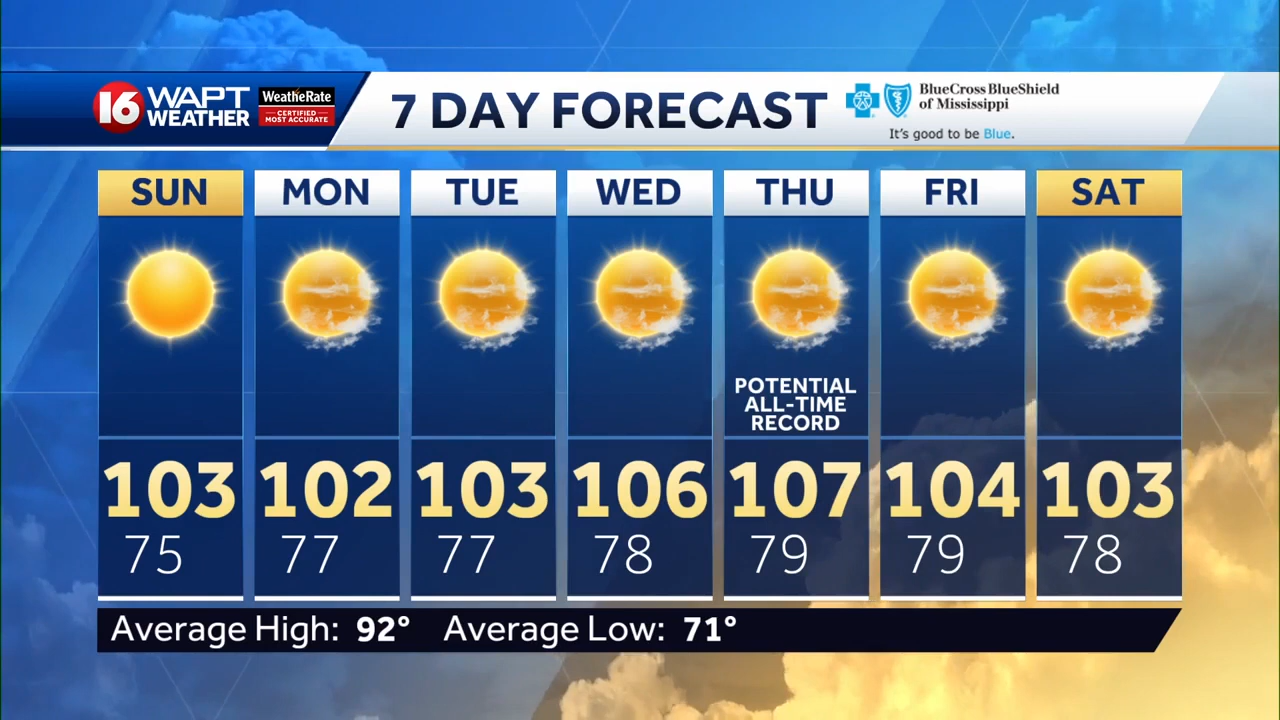 16 WAPT WEATHER
WeatheRate
CERTIFIED
MOST ACCURATE
7 DAY FORECAST
BlueCross BlueShield
of Mississippi
It's good to be Blue.
SUN MON TUE WED THU FRI SAT
POTENTIAL
ALL-TIME
RECORD
103 102 103 106 107 104 103
75 77 77 78 79 79 78
Average High: 92° Average Low: 71°